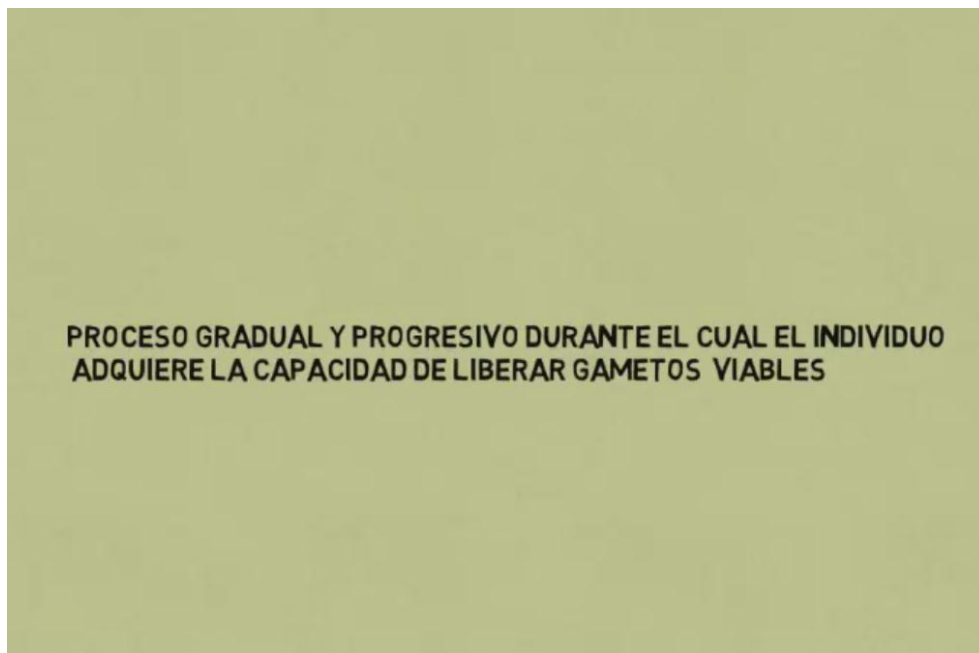 PROCESO GRADUAL Y PROGRESIVO DURANTE EL CUAL EL INDIVIDUO
ADQUIERE LA CAPACIDAD DE LIBERAR GAMETOS VIABLES